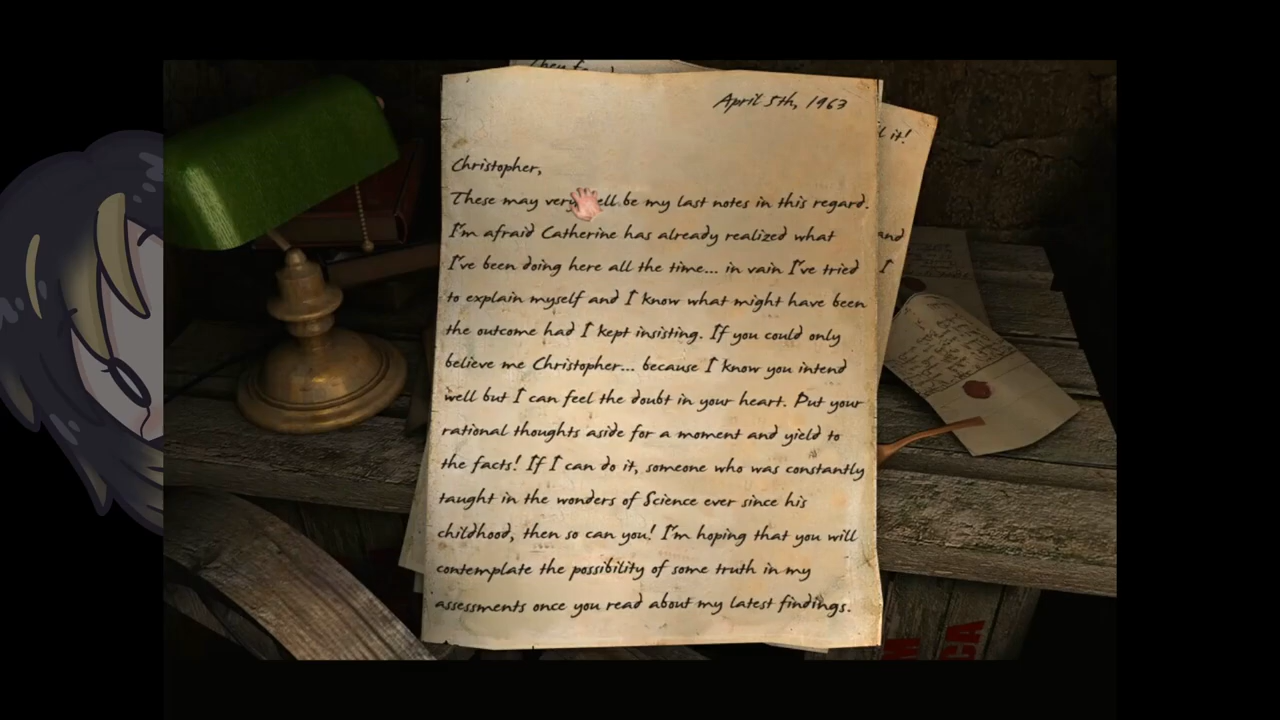 April 5th, 1963
it!
Christopher,
These may very ell be my last notes in this regard.
I'm afraid Catherine has already realized what
and
I've been doing here all the time... in vain I've tried
I
to explain myself and I know what might have been
the outcome had I kept insisting. If you could only
believe me Christopher... because I know you intend
well but I can feel the doubt in your heart. Put your
rational thoughts aside for a moment and yield to
the facts! If I can do it, someone who was constantly
taught in the wonders of Science ever since his
childhood, then so can you! I'm hoping that you will
contemplate the possibility of some truth in my
assessments once you read about my latest findings.